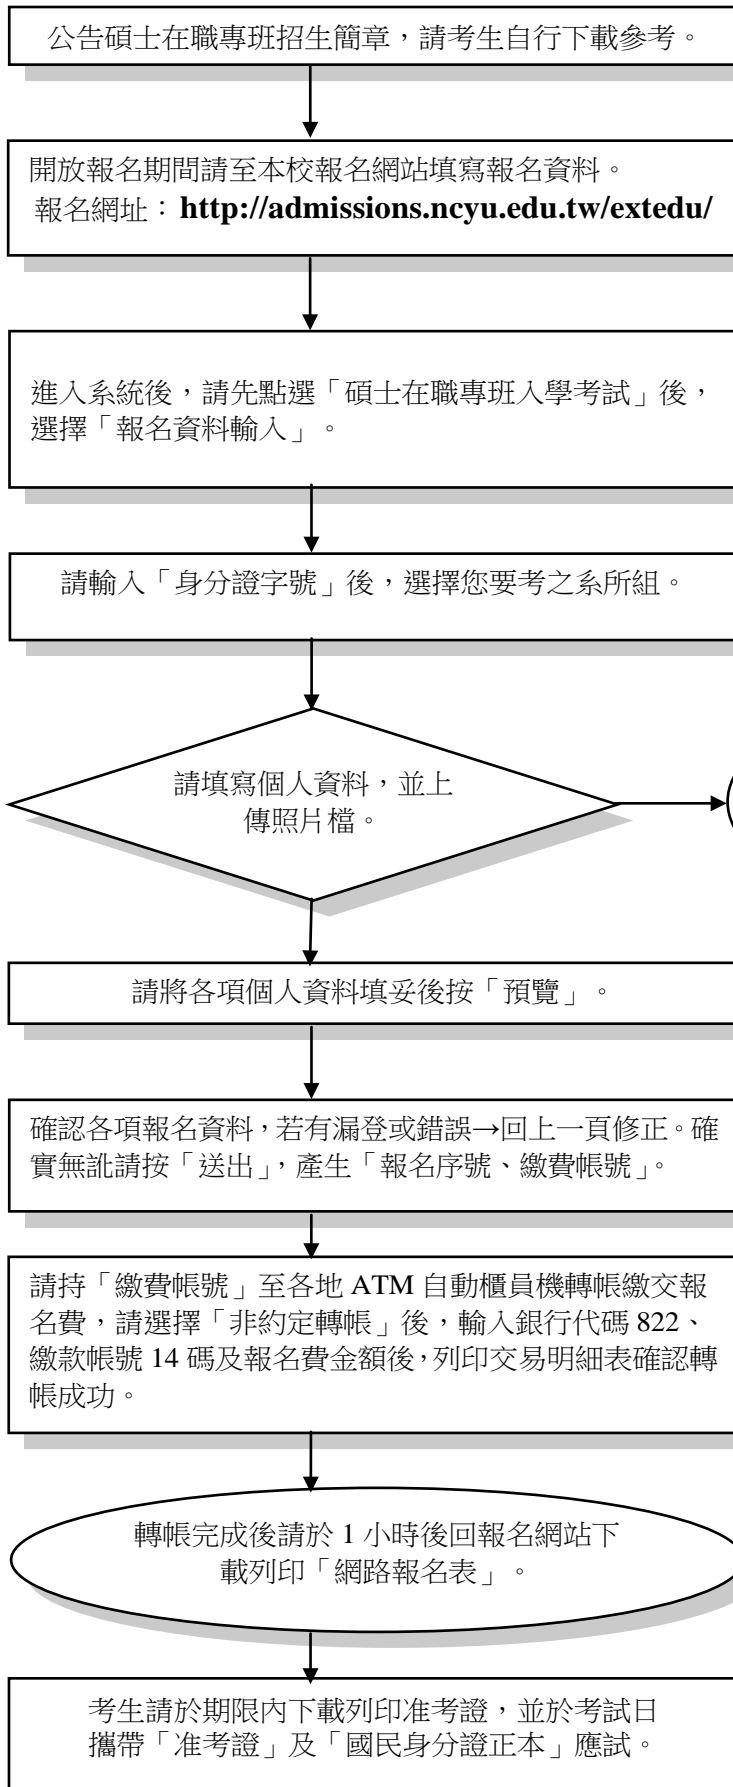 公告碩士在職專班招生簡章，請考生自行下載參考。
開放報名期間請至本校報名網站填寫報名資料。
報名網址：http://admissions.ncyu.edu.tw/extedu/
進入系統後，請先點選「碩士在職專班入學考試」後，
選擇「報名資料輸入」。
請輸入「身分證字號」後，選擇您要考之系所組。
請填寫個人資料，並上
傳照片檔。
請將各項個人資料填妥後按「預覽」。
確認各項報名資料，若有漏登或錯誤→回上一頁修正。確
實無訛請按「送出」，產生「報名序號、繳費帳號」。
請持「繳費帳號」至各地 ATM 自動櫃員機轉帳繳交報
名費，請選擇「非約定轉帳」後，輸入銀行代碼 822、
繳款帳號 14 碼及報名費金額後，列印交易明細表確認轉
帳成功。
轉帳完成後請於 1 小時後回報名網站下
載列印「網路報名表」。
考生請於期限內下載列印准考證，並於考試日
攜帶「准考證」及「國民身分證正本」應試。